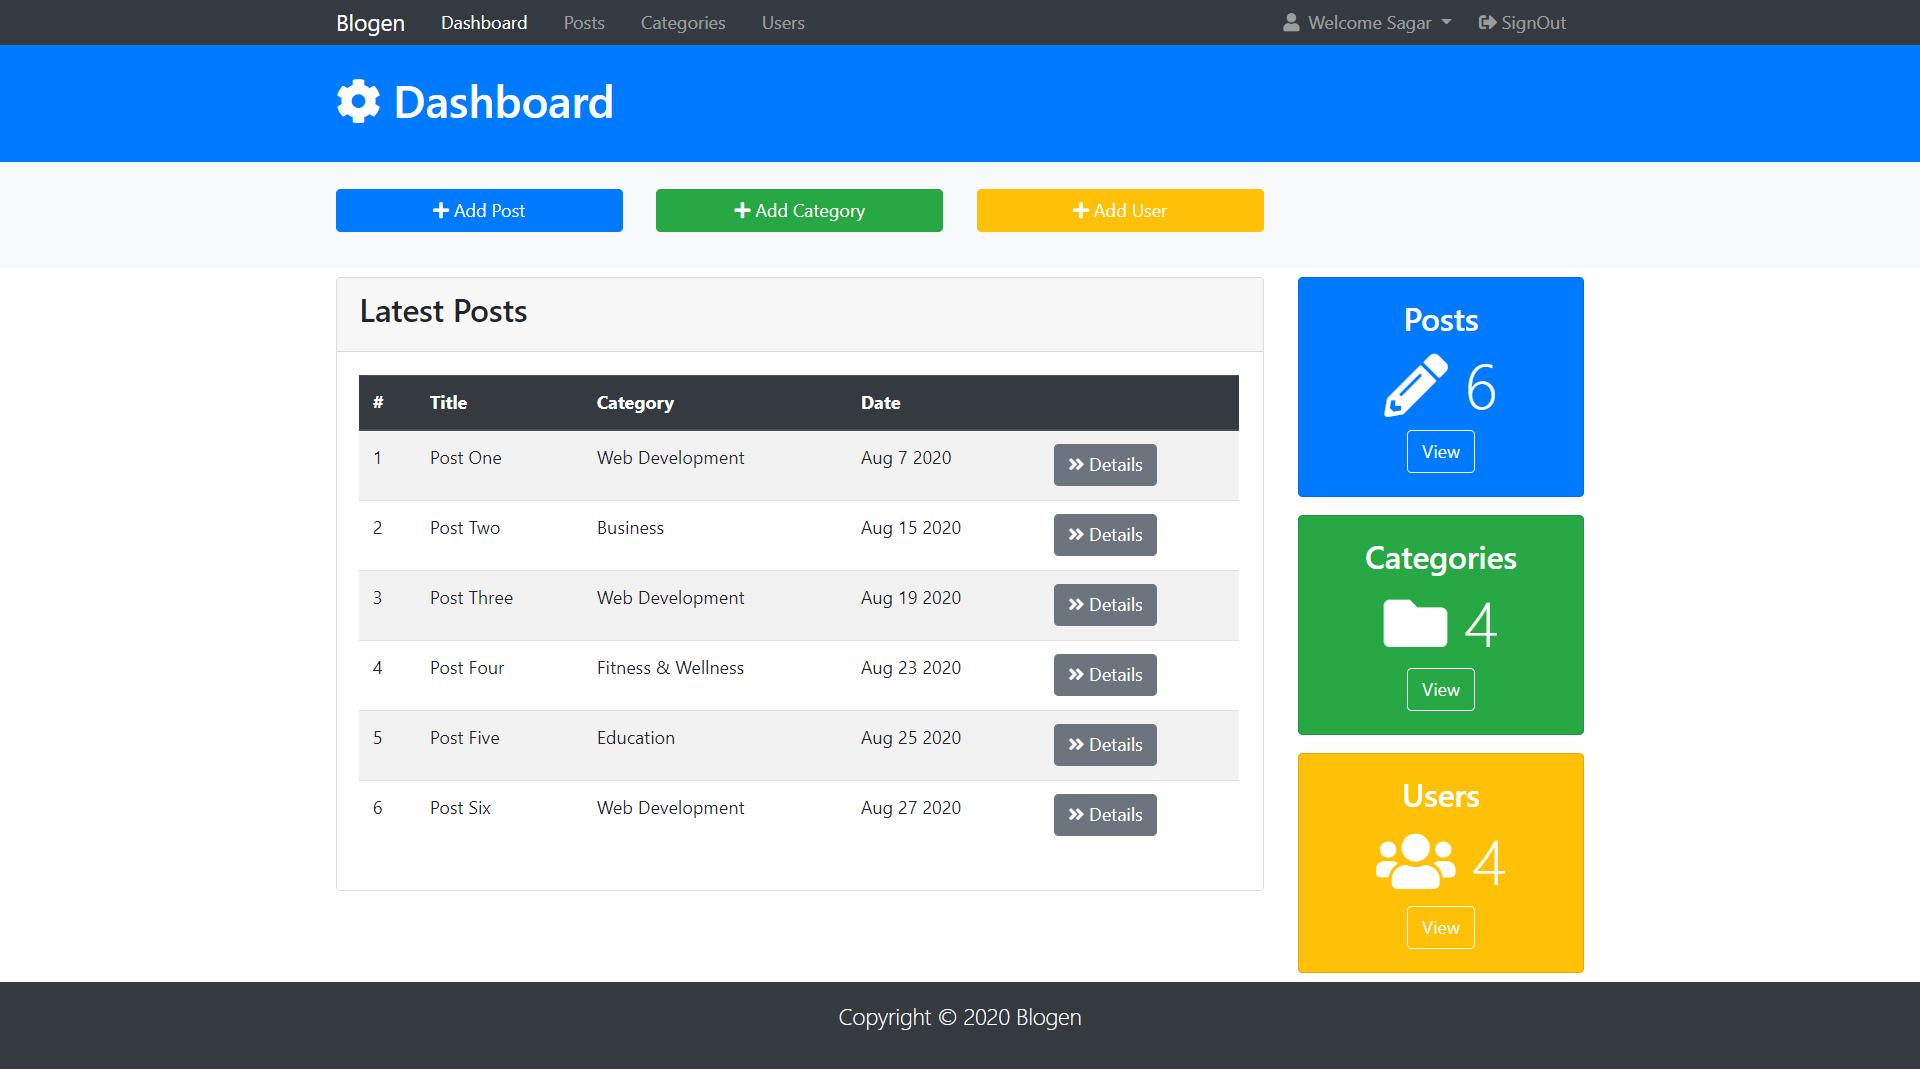 Blogen Dashboard Posts Categories Users Welcome Sagar SignOut
Dashboard
Add Post Add Category Add User
Latest Posts
# Title Category Date
1 Post One Web Development Aug 7 2020 Details
2 Post Two Business Aug 15 2020 Details
3 Post Three Web Development Aug 19 2020 Details
4 Post Four Fitness & Wellness Aug 23 2020 Details
5 Post Five Education Aug 25 2020 Details
6 Post Six Web Development Aug 27 2020 Details
Posts
6
View
Categories
4
View
Users
4
View
Copyright © 2020 Blogen